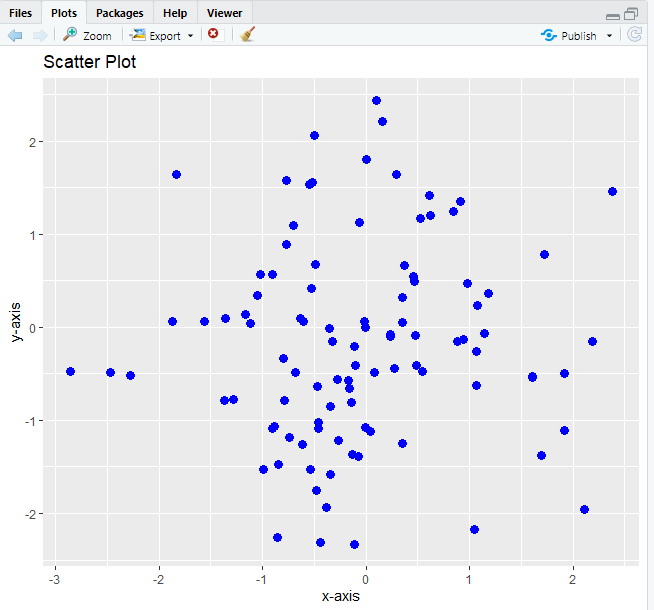 Files Plots Packages Help Viewer
Zoom Export Publish
Scatter Plot
2
1
0
-1
-2
y-axis
-3 -2 -1 0 1 2
x-axis